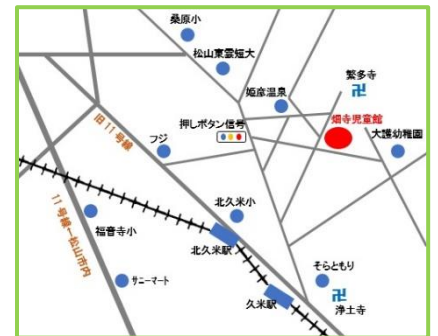 桑原小
松山東雲短大
姫彦温泉
繁多寺
卍
押しボタン信号
畑寺児童館
大護幼稚園
旧11号線
フジ
北久米小
11号線ー松山市内
福音寺小
北久米駅
サニーマート
久米駅
そらともり
卍
浄土寺